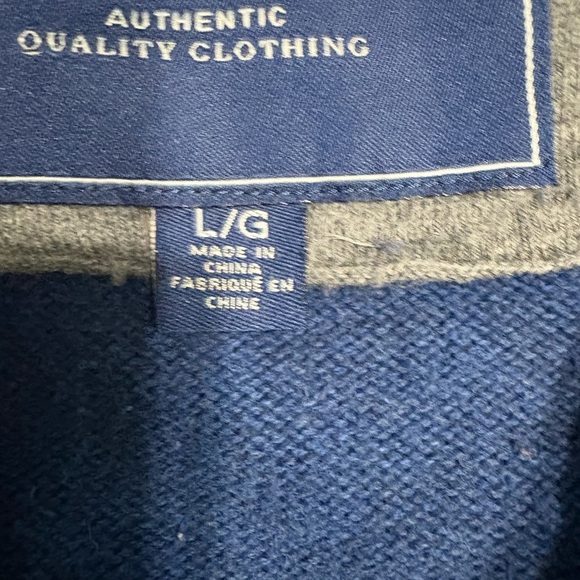 AUTHENTIC
QUALITY CLOTHING
L/G
MADE IN
CHINA
FABRIQUÉ EN
CHINE